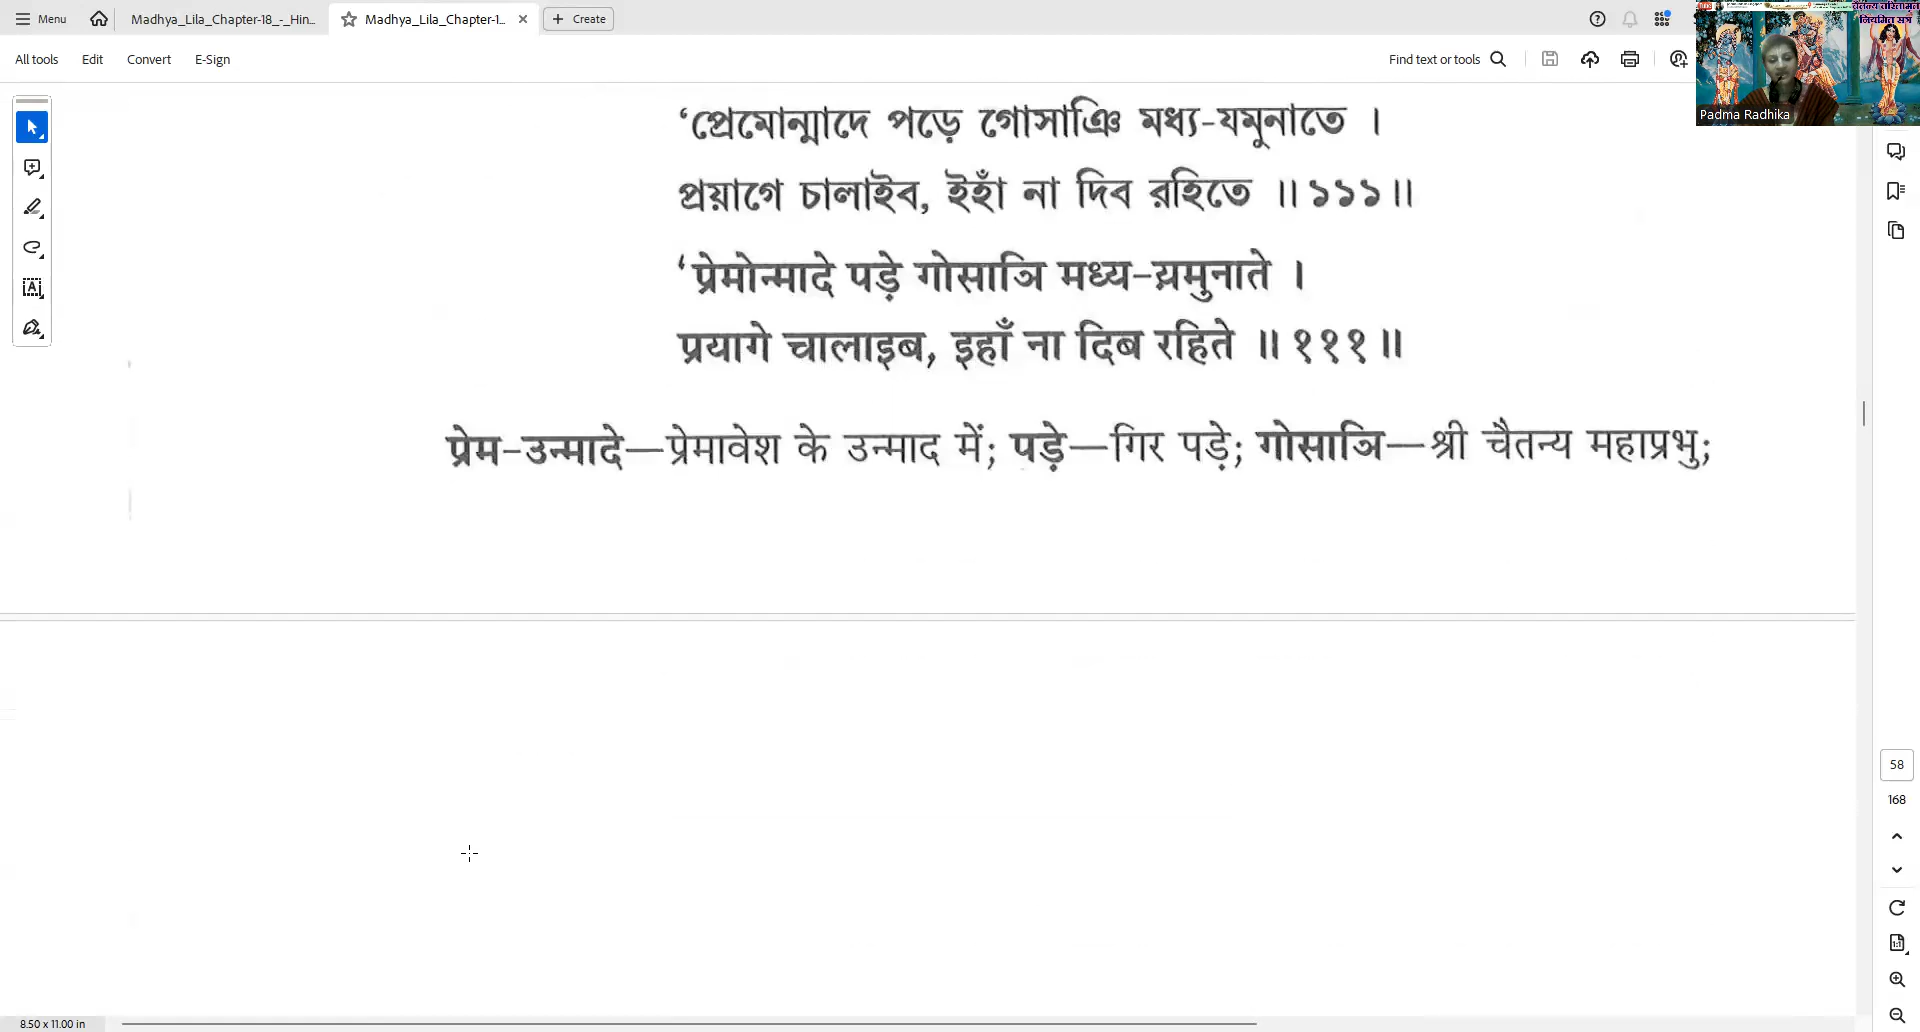 Menu
Madhya_Lila_Chapter-18_-_Hin...
Madhya_Lila_Chapter-1...
Create
All tools
Edit
Convert
E-Sign
Find text or tools
Padma Radhika
‘প্রেমোন্মাদে পড়ে গোসাঞি মধ্য-যমুনাতে ।
প্রয়াগে চালাইব, ইহাঁ না দিব রহিতে ॥ ১১১॥
‘प्रेमोन्मादे पड़े गोसाञि मध्य-य़मुनाते ।
प्रयागे चालाइब, इहाँ ना दिब रहिते ॥ १११॥
प्रेम-उन्मादे—प्रेमावेश के उन्माद में; पड़े—गिर पड़े; गोसाञि—श्री चैतन्य महाप्रभु;
58
168
8.50 x 11.00 in